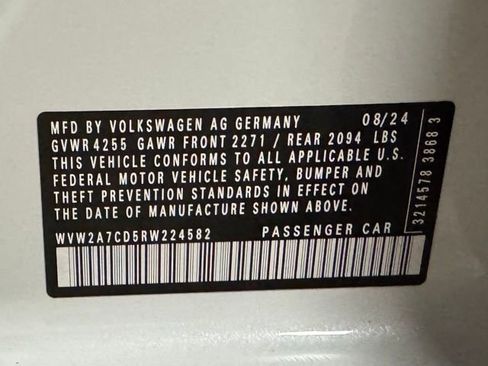 MFD BY VOLKSWAGEN AG GERMANY 08/24
GVWR 4255 GAWR FRONT 2271 / REAR 2094 LBS
THIS VEHICLE CONFORMS TO ALL APPLICABLE U.S.
FEDERAL MOTOR VEHICLE SAFETY, BUMPER AND
THEFT PREVENTION STANDARDS IN EFFECT ON
THE DATE OF MANUFACTURE SHOWN ABOVE.
WVW2A7CD5RW224582 PASSENGER CAR
3214578 3868 3